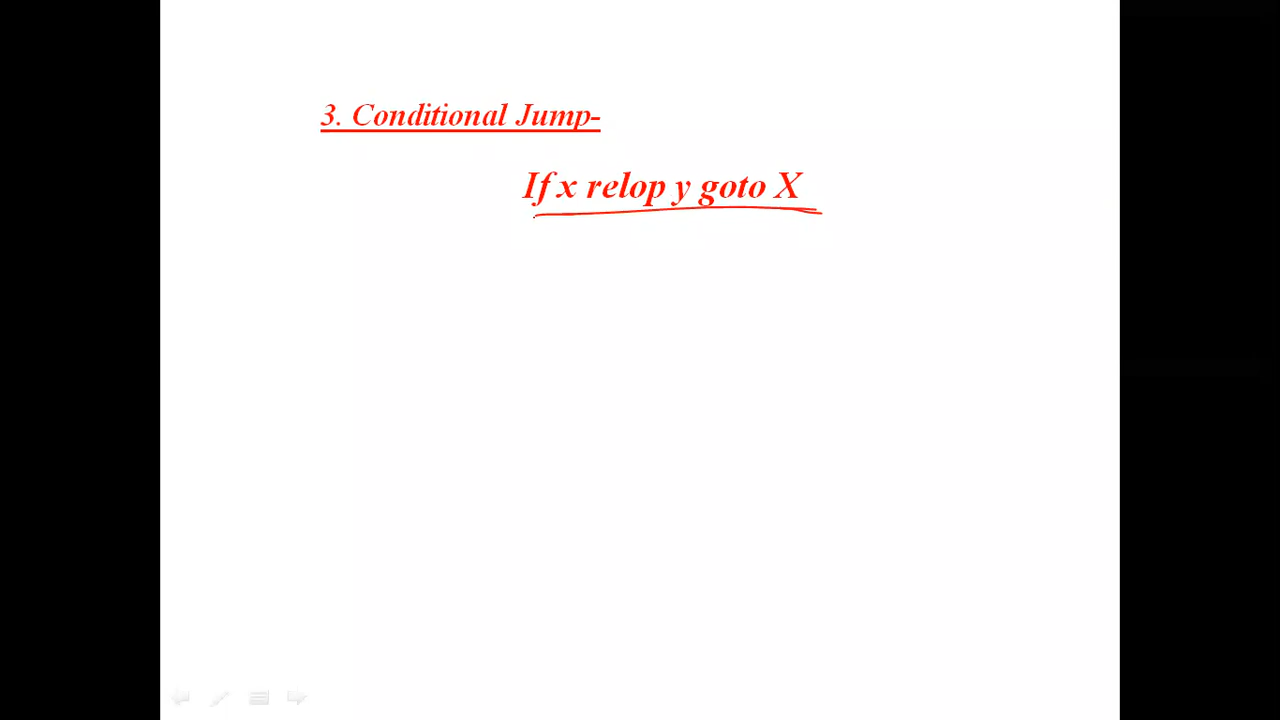 3. Conditional Jump-
If x relop y goto X